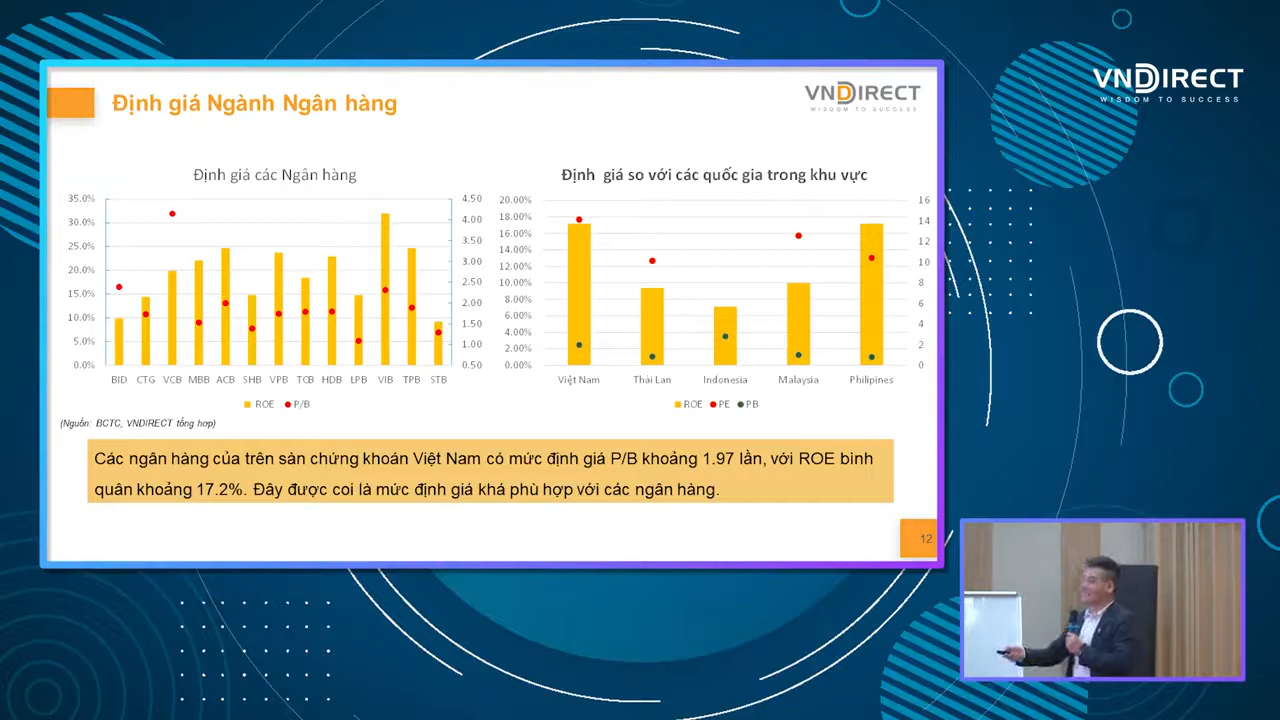 VNDIRECT
WISDOM TO SUCCESS
Định giá Ngành Ngân hàng
VNDIRECT
WISDOM TO SUCCESS
Định giá các Ngân hàng
35.0%
30.0%
25.0%
20.0%
15.0%
10.0%
5.0%
0.0%
4.50
4.00
3.50
3.00
2.50
2.00
1.50
1.00
0.50
BID CTG VCB MBB ACB SHB VPB TCB HDB LPB VIB TPB STB
ROE P/B
Định giá so với các quốc gia trong khu vực
20.00%
18.00%
16.00%
14.00%
12.00%
10.00%
8.00%
6.00%
4.00%
2.00%
0.00%
16
14
12
10
8
6
4
2
0
Việt Nam Thái Lan Indonesia Malaysia Philipines
ROE PE PB
(Nguồn: BCTC, VNDIRECT tổng hợp)
Các ngân hàng của trên sàn chứng khoán Việt Nam có mức định giá P/B khoảng 1.97 lần, với ROE bình
quân khoảng 17.2%. Đây được coi là mức định giá khá phù hợp với các ngân hàng.
12